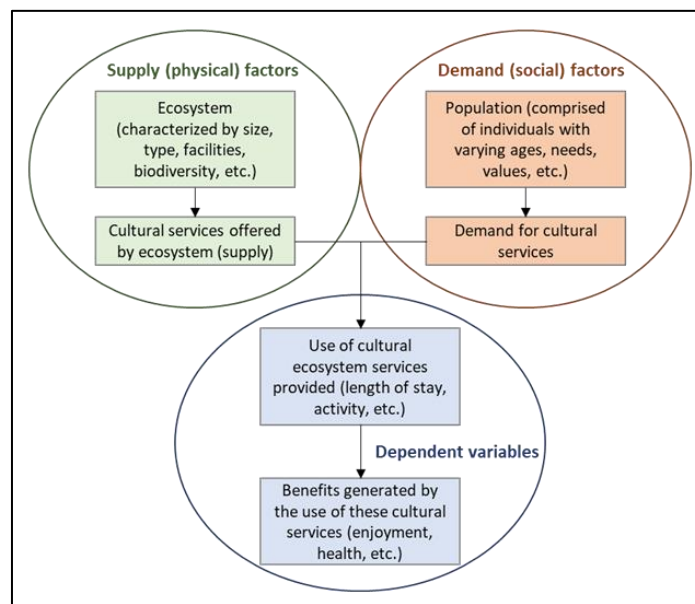 Supply (physical) factors
Ecosystem
(characterized by size,
type, facilities,
biodiversity, etc.)
Cultural services offered
by ecosystem (supply)
Demand (social) factors
Population (comprised
of individuals with
varying ages, needs,
values, etc.)
Demand for cultural
services
Use of cultural
ecosystem services
provided (length of stay,
activity, etc.)
Dependent variables
Benefits generated by
the use of these cultural
services (enjoyment,
health, etc.)